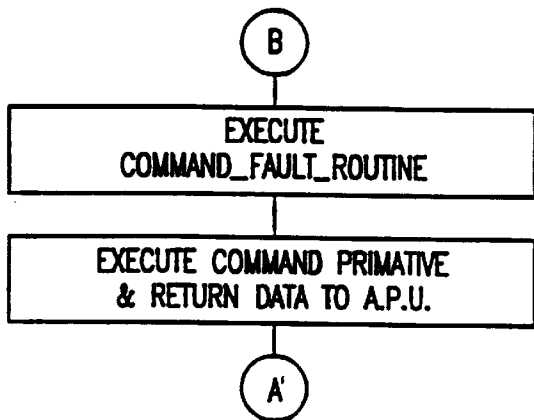 B
EXECUTE
COMMAND_FAULT_ROUTINE
EXECUTE COMMAND PRIMATIVE
& RETURN DATA TO A.P.U.
A'